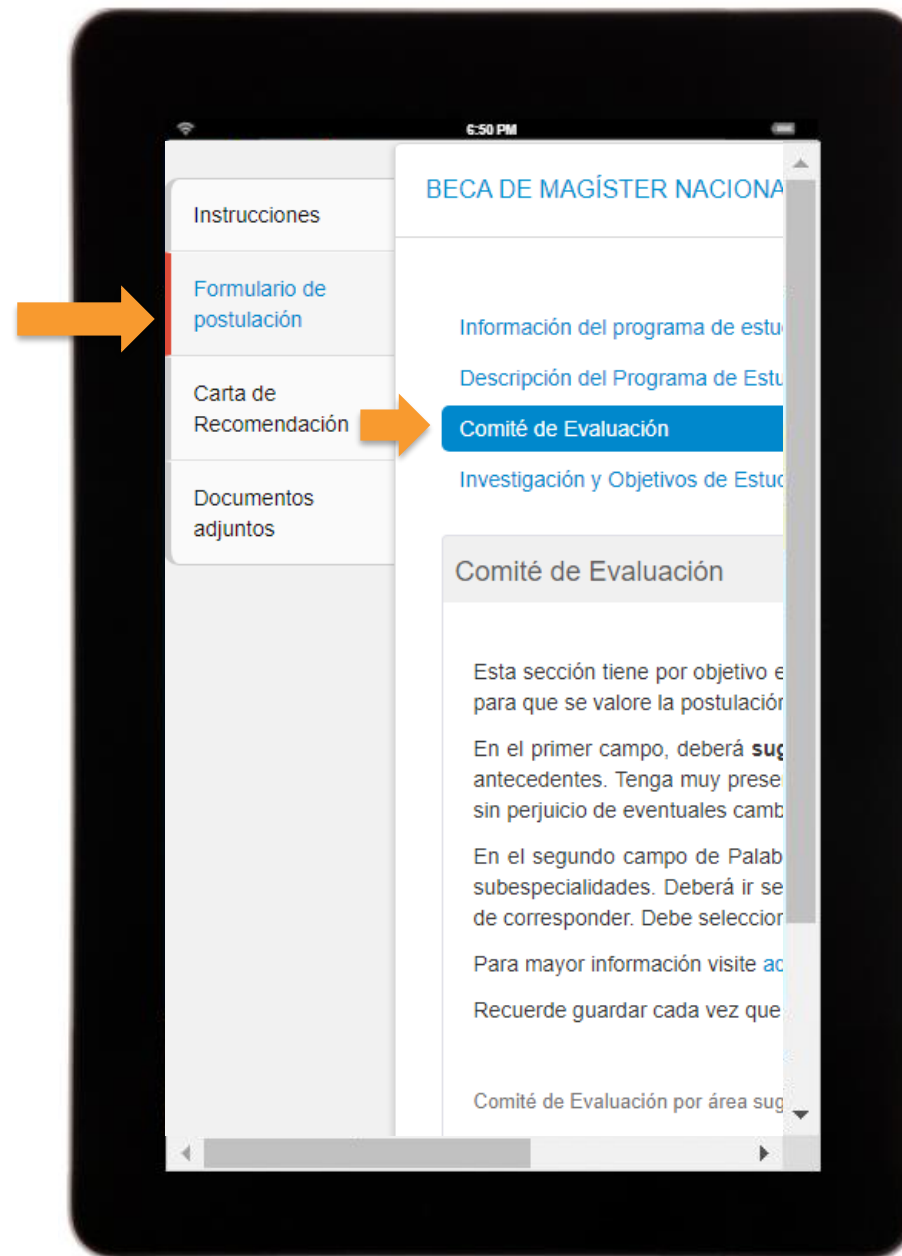 6:50 PM
BECA DE MAGÍSTER NACIONA
Instrucciones
Formulario de
postulación
Carta de
Recomendación
Documentos
adjuntos
Información del programa de estu
Descripción del Programa de Estu
Comité de Evaluación
Investigación y Objetivos de Estud
Comité de Evaluación
Esta sección tiene por objetivo e
para que se valore la postulación
En el primer campo, deberá sug
antecedentes. Tenga muy prese
sin perjuicio de eventuales camb
En el segundo campo de Palab
subespecialidades. Deberá ir se
de corresponder. Debe seleccion
Para mayor información visite ac
Recuerde guardar cada vez que
Comité de Evaluación por área sug